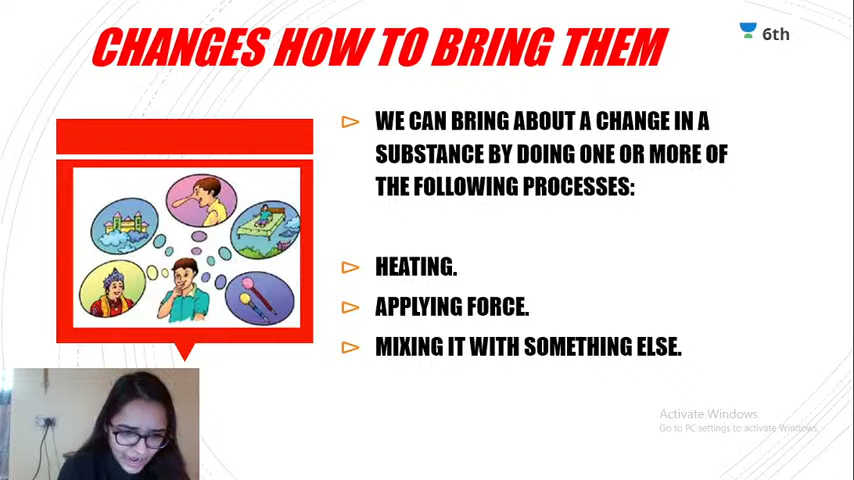 CHANGES HOW TO BRING THEM
6th
WE CAN BRING ABOUT A CHANGE IN A
SUBSTANCE BY DOING ONE OR MORE OF
THE FOLLOWING PROCESSES:
HEATING.
APPLYING FORCE.
MIXING IT WITH SOMETHING ELSE.
Activate Windows
Go to PC settings to activate Windows.